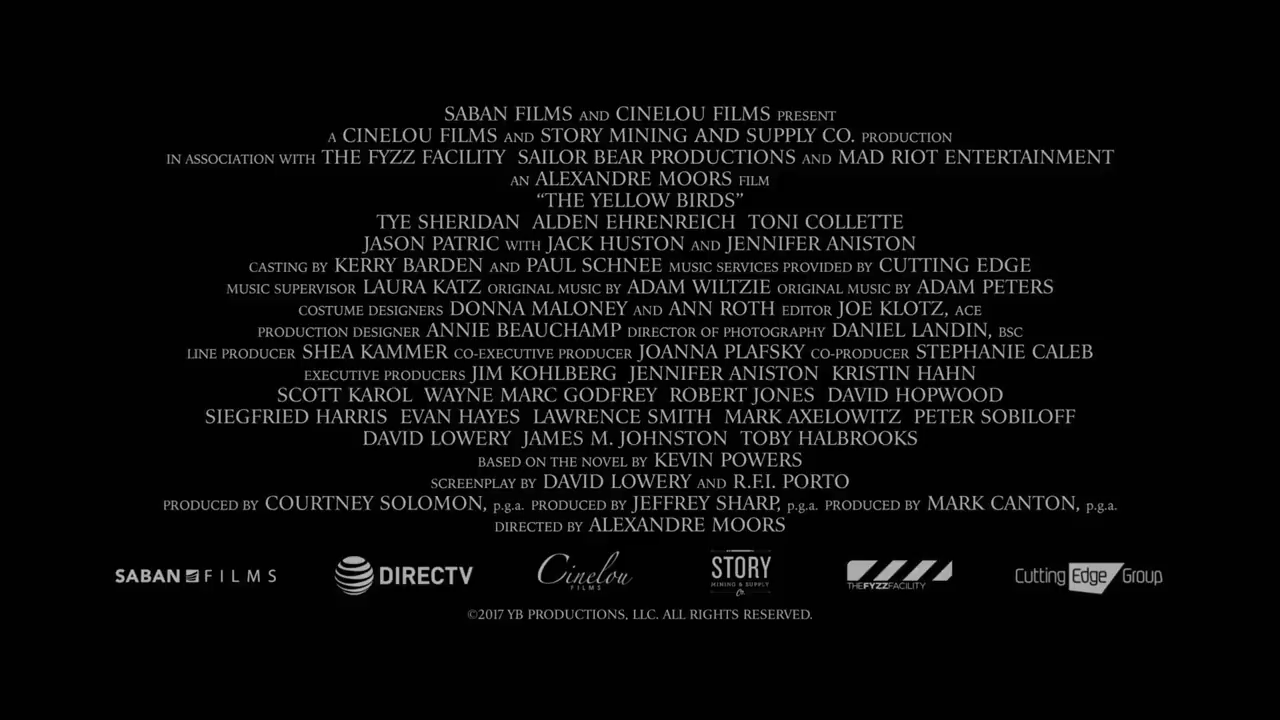 SABAN FILMS AND CINELOU FILMS PRESENT
A CINELOU FILMS AND STORY MINING AND SUPPLY CO. PRODUCTION
IN ASSOCIATION WITH THE FYZZ FACILITY SAILOR BEAR PRODUCTIONS AND MAD RIOT ENTERTAINMENT
AN ALEXANDRE MOORS FILM
“THE YELLOW BIRDS”
TYE SHERIDAN ALDEN EHRENREICH TONI COLLETTE
JASON PATRIC WITH JACK HUSTON AND JENNIFER ANISTON
CASTING BY KERRY BARDEN AND PAUL SCHNEE MUSIC SERVICES PROVIDED BY CUTTING EDGE
MUSIC SUPERVISOR LAURA KATZ ORIGINAL MUSIC BY ADAM WILTZIE ORIGINAL MUSIC BY ADAM PETERS
COSTUME DESIGNERS DONNA MALONEY AND ANN ROTH EDITOR JOE KLOTZ, ACE
PRODUCTION DESIGNER ANNIE BEAUCHAMP DIRECTOR OF PHOTOGRAPHY DANIEL LANDIN, BSC
LINE PRODUCER SHEA KAMMER CO-EXECUTIVE PRODUCER JOANNA PLAFSKY CO-PRODUCER STEPHANIE CALEB
EXECUTIVE PRODUCERS JIM KOHLBERG JENNIFER ANISTON KRISTIN HAHN
SCOTT KAROL WAYNE MARC GODFREY ROBERT JONES DAVID HOPWOOD
SIEGFRIED HARRIS EVAN HAYES LAWRENCE SMITH MARK AXELOWITZ PETER SOBILOFF
DAVID LOWERY JAMES M. JOHNSTON TOBY HALBROOKS
BASED ON THE NOVEL BY KEVIN POWERS
SCREENPLAY BY DAVID LOWERY AND R.F.I. PORTO
PRODUCED BY COURTNEY SOLOMON, p.g.a. PRODUCED BY JEFFREY SHARP, p.g.a. PRODUCED BY MARK CANTON, p.g.a.
DIRECTED BY ALEXANDRE MOORS
SABAN FILMS
DIRECTV
Cinelou
FILMS
STORY
MINING & SUPPLY
Co.
THEFYZZFACILITY
Cutting Edge Group
©2017 YB PRODUCTIONS, LLC. ALL RIGHTS RESERVED.